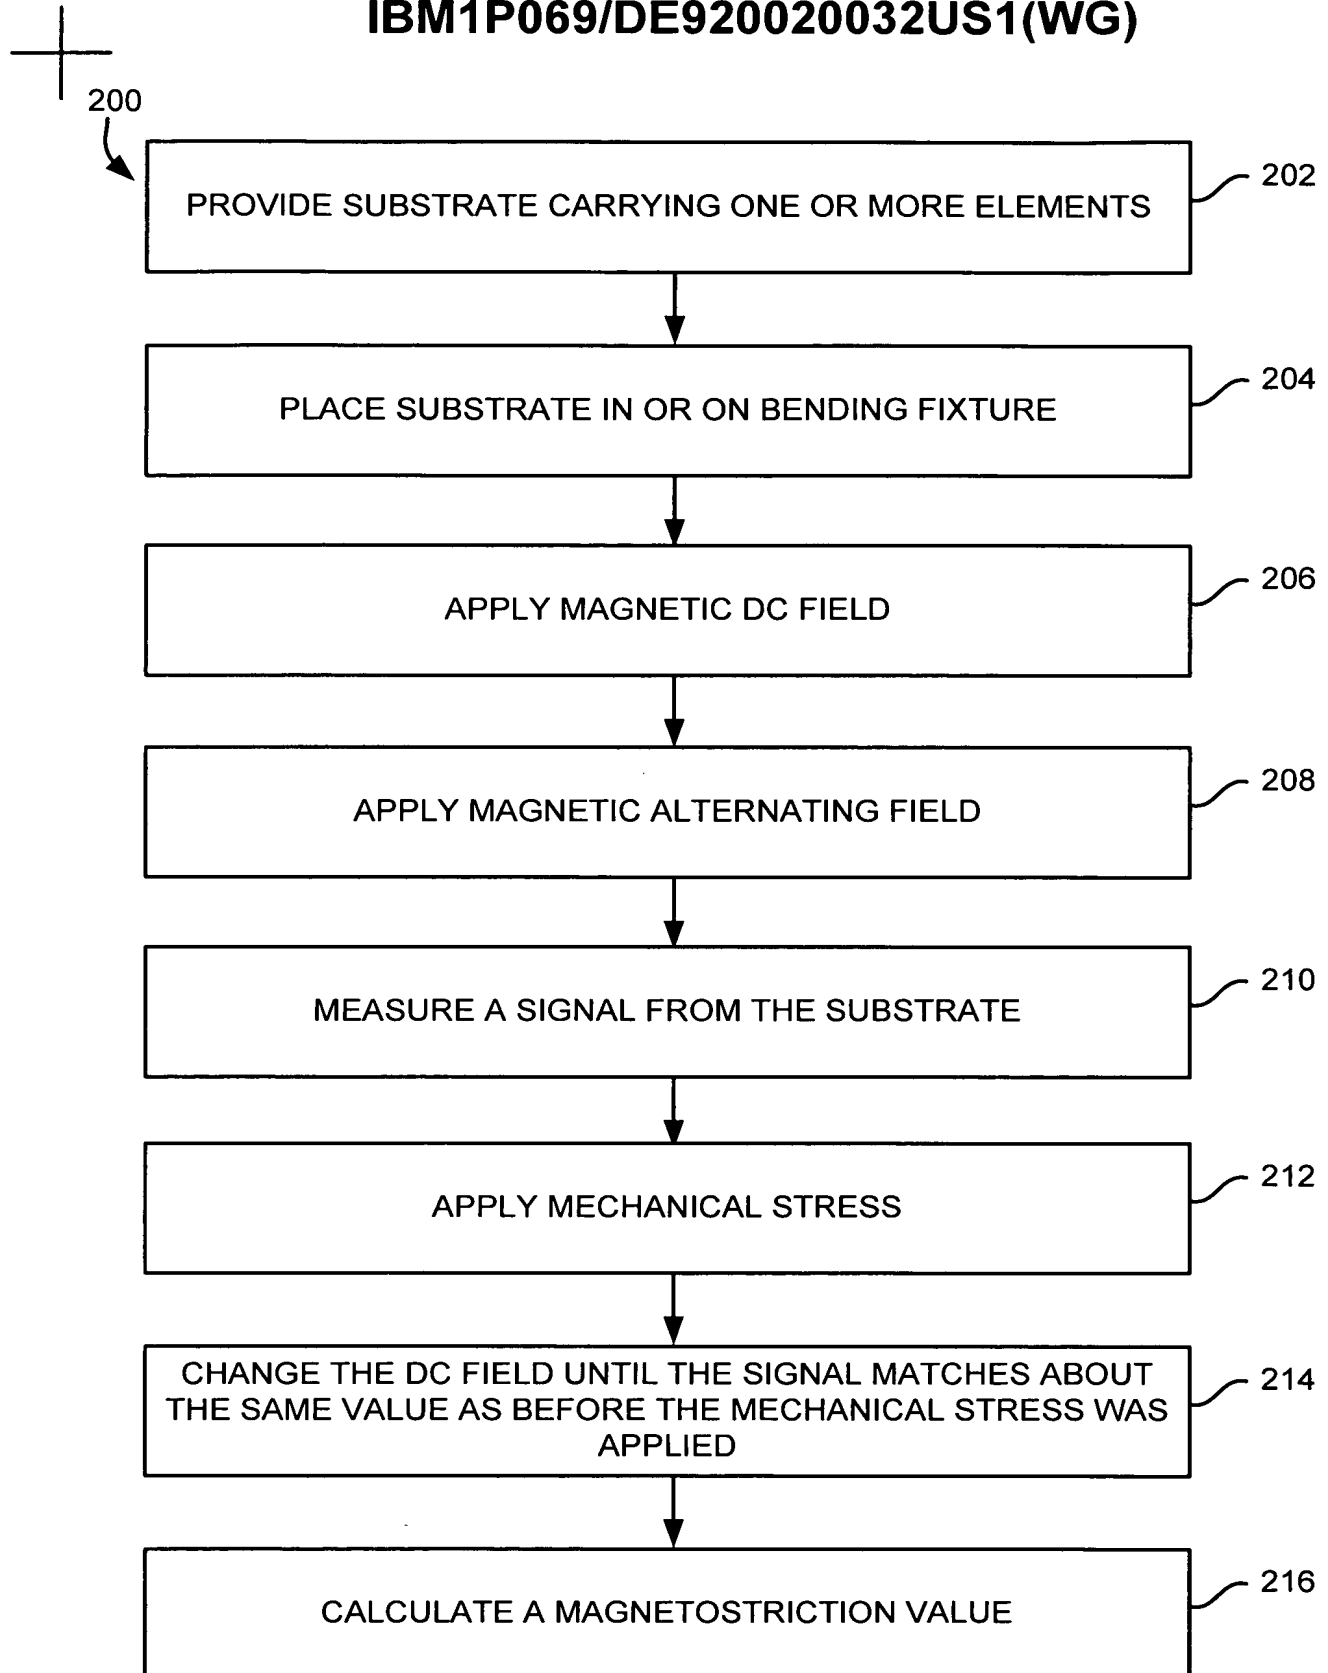 IBM1P069/DE920020032US1(WG)
200
PROVIDE SUBSTRATE CARRYING ONE OR MORE ELEMENTS
202
PLACE SUBSTRATE IN OR ON BENDING FIXTURE
204
APPLY MAGNETIC DC FIELD
206
APPLY MAGNETIC ALTERNATING FIELD
208
MEASURE A SIGNAL FROM THE SUBSTRATE
210
APPLY MECHANICAL STRESS
212
CHANGE THE DC FIELD UNTIL THE SIGNAL MATCHES ABOUT
THE SAME VALUE AS BEFORE THE MECHANICAL STRESS WAS
APPLIED
214
CALCULATE A MAGNETOSTRICTION VALUE
216